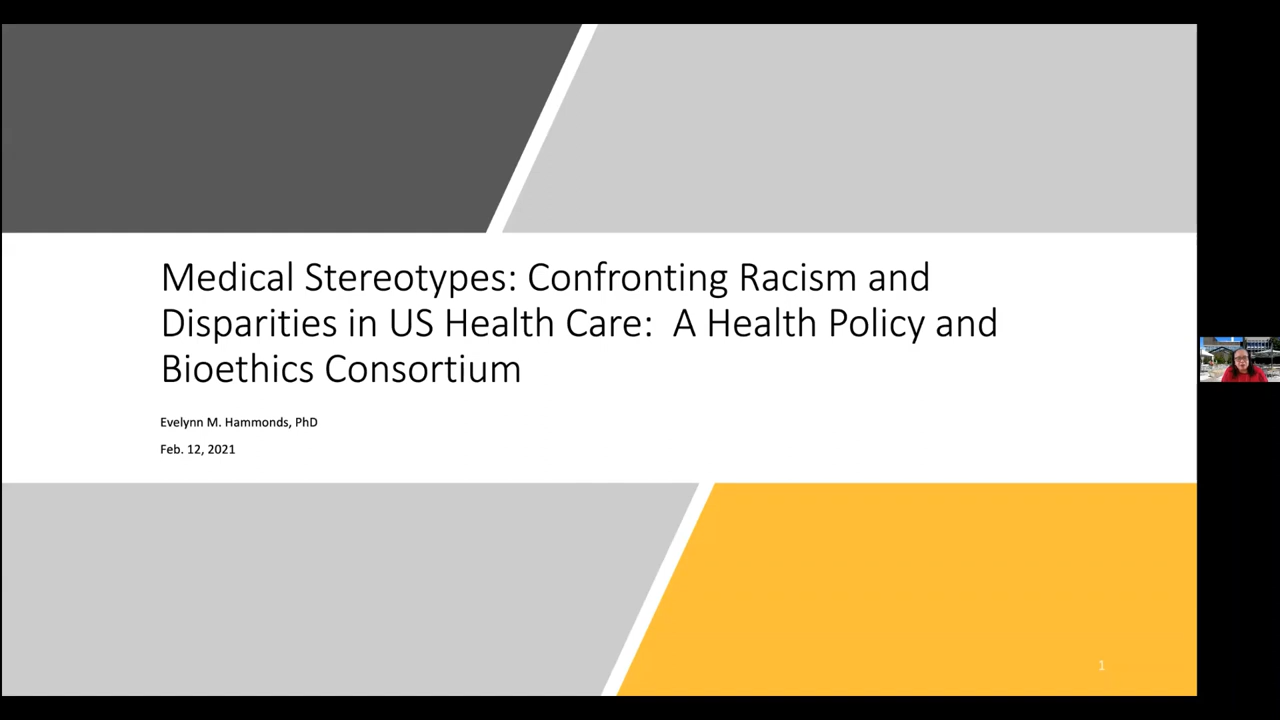 Medical Stereotypes: Confronting Racism and
Disparities in US Health Care:  A Health Policy and
Bioethics Consortium
Evelynn M. Hammonds, PhD
Feb. 12, 2021
1